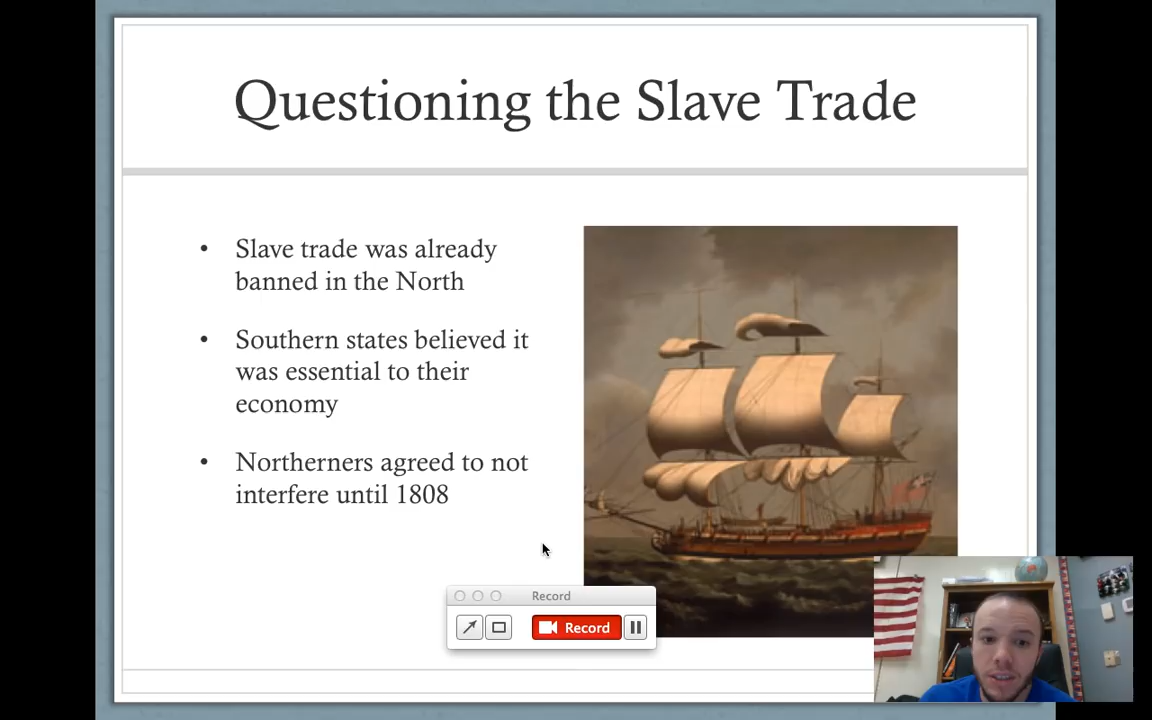 Questioning the Slave Trade
• Slave trade was already
banned in the North
• Southern states believed it
was essential to their
economy
• Northerners agreed to not
interfere until 1808
Record
Record